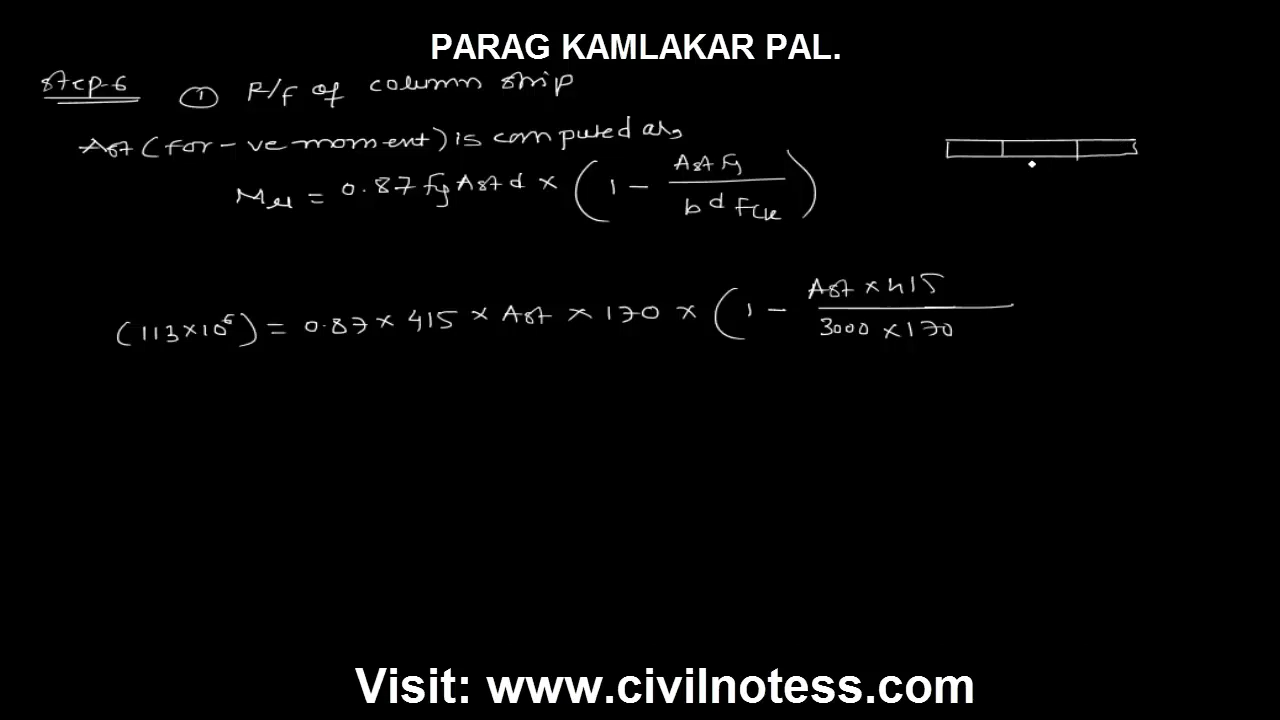 PARAG KAMLAKAR PAL.
Step-6 ① R/F of column strip
Ast (for -ve moment) is computed as,
Mu = 0.87 fy Ast d × ( 1 - Ast fy / b d fck )
(113×10⁶) = 0.87 × 415 × Ast × 170 × ( 1 - Ast × 415 / 3000 × 170
Visit: www.civilnotess.com